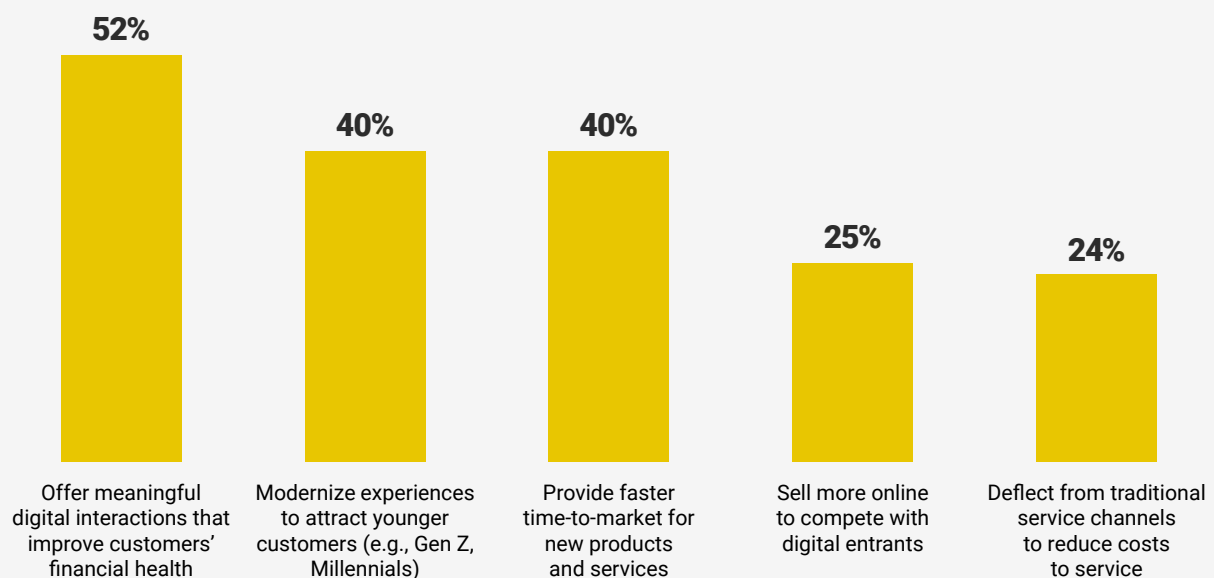 52%
40%
40%
25%
24%
Offer meaningful
digital interactions that
improve customers’
financial health
Modernize experiences
to attract younger
customers (e.g., Gen Z,
Millennials)
Provide faster
time-to-market for
new products
and services
Sell more online
to compete with
digital entrants
Deflect from traditional
service channels
to reduce costs
to service